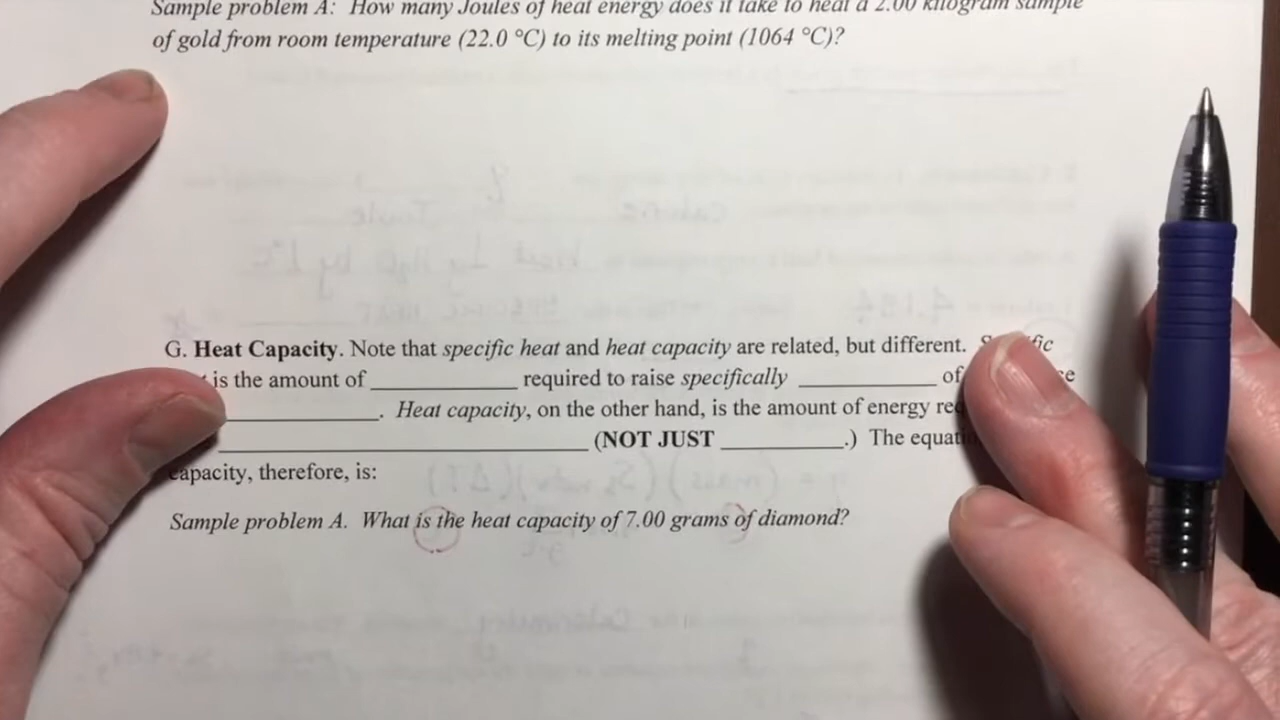 Sample problem A: How many Joules of heat energy does it take to heat a 2.00 kilogram sample
of gold from room temperature (22.0 °C) to its melting point (1064 °C)?
G. Heat Capacity. Note that specific heat and heat capacity are related, but different.
is the amount of __________ required to raise specifically __________ of
__________. Heat capacity, on the other hand, is the amount of energy
__________ (NOT JUST __________.) The
capacity, therefore, is:
Sample problem A. What is the heat capacity of 7.00 grams of diamond?